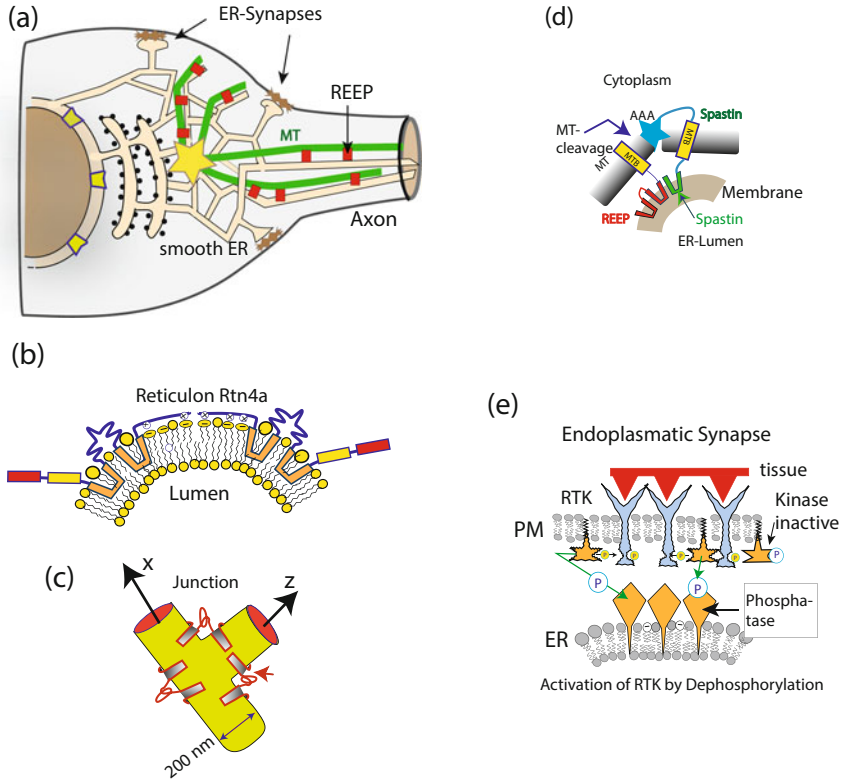 (a)
ER-Synapses
REEP
MT
Axon
smooth ER
(b)
Reticulon Rtn4a
Lumen
(c)
Junction
X
Z
200 nm
(d)
Cytoplasm
AAA
Spastin
MT-
cleavage
MT
MTB
MTB
Membrane
REEP
Spastin
ER-Lumen
(e)
Endoplasmatic Synapse
tissue
RTK
Kinase
inactive
PM
P
P
P
P
P
P
Phospha-
tase
ER
Activation of RTK by Dephosphorylation